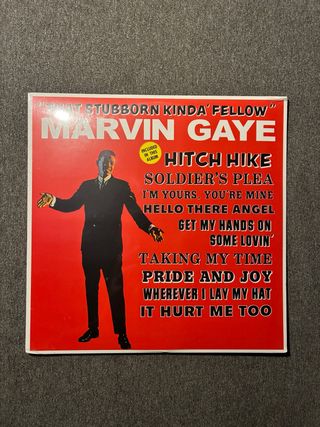 "THAT STUBBORN KINDA' FELLOW"
MARVIN GAYE
INCLUDED
IN THIS
ALBUM
HITCH HIKE
SOLDIER'S PLEA
I'M YOURS, YOU'RE MINE
HELLO THERE ANGEL
GET MY HANDS ON
SOME LOVIN'
TAKING MY TIME
PRIDE AND JOY
WHEREVER I LAY MY HAT
IT HURT ME TOO